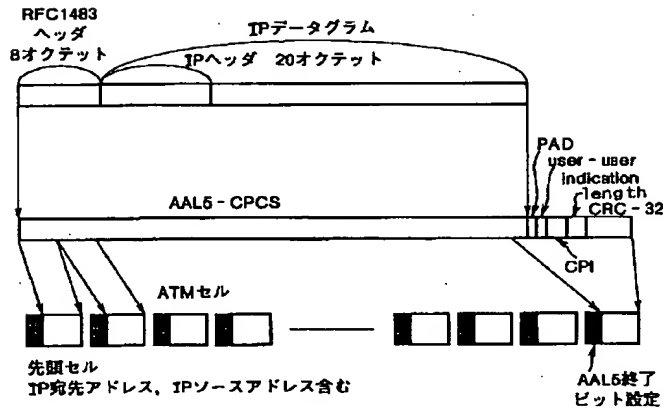 RFC1483
ヘッダ
8オクテット
IPデータグラム
IPヘッダ 20オクテット
PAD
user-user
indication
length
CRC-32
AAL5-CPCS
CPI
ATMセル
先頭セル
IP宛先アドレス，IPソースアドレス含む
AAL5終了
ビット設定